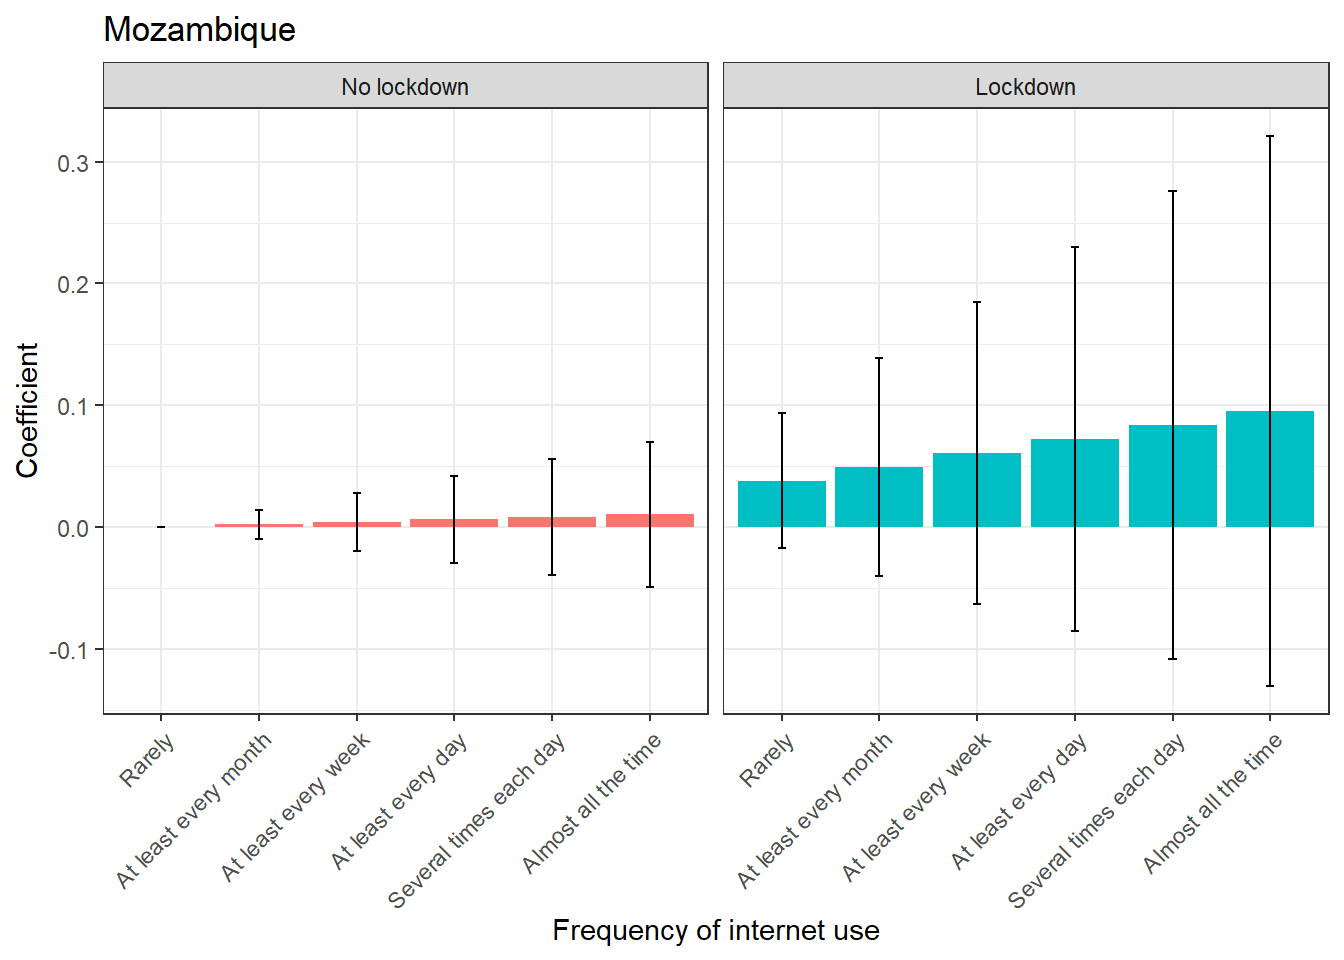 Mozambique
No lockdown
Lockdown
Coefficient
0.3
0.2
0.1
0.0
-0.1
Rarely
At least every month
At least every week
At least every day
Several times each day
Almost all the time
Rarely
At least every month
At least every week
At least every day
Several times each day
Almost all the time
Frequency of internet use